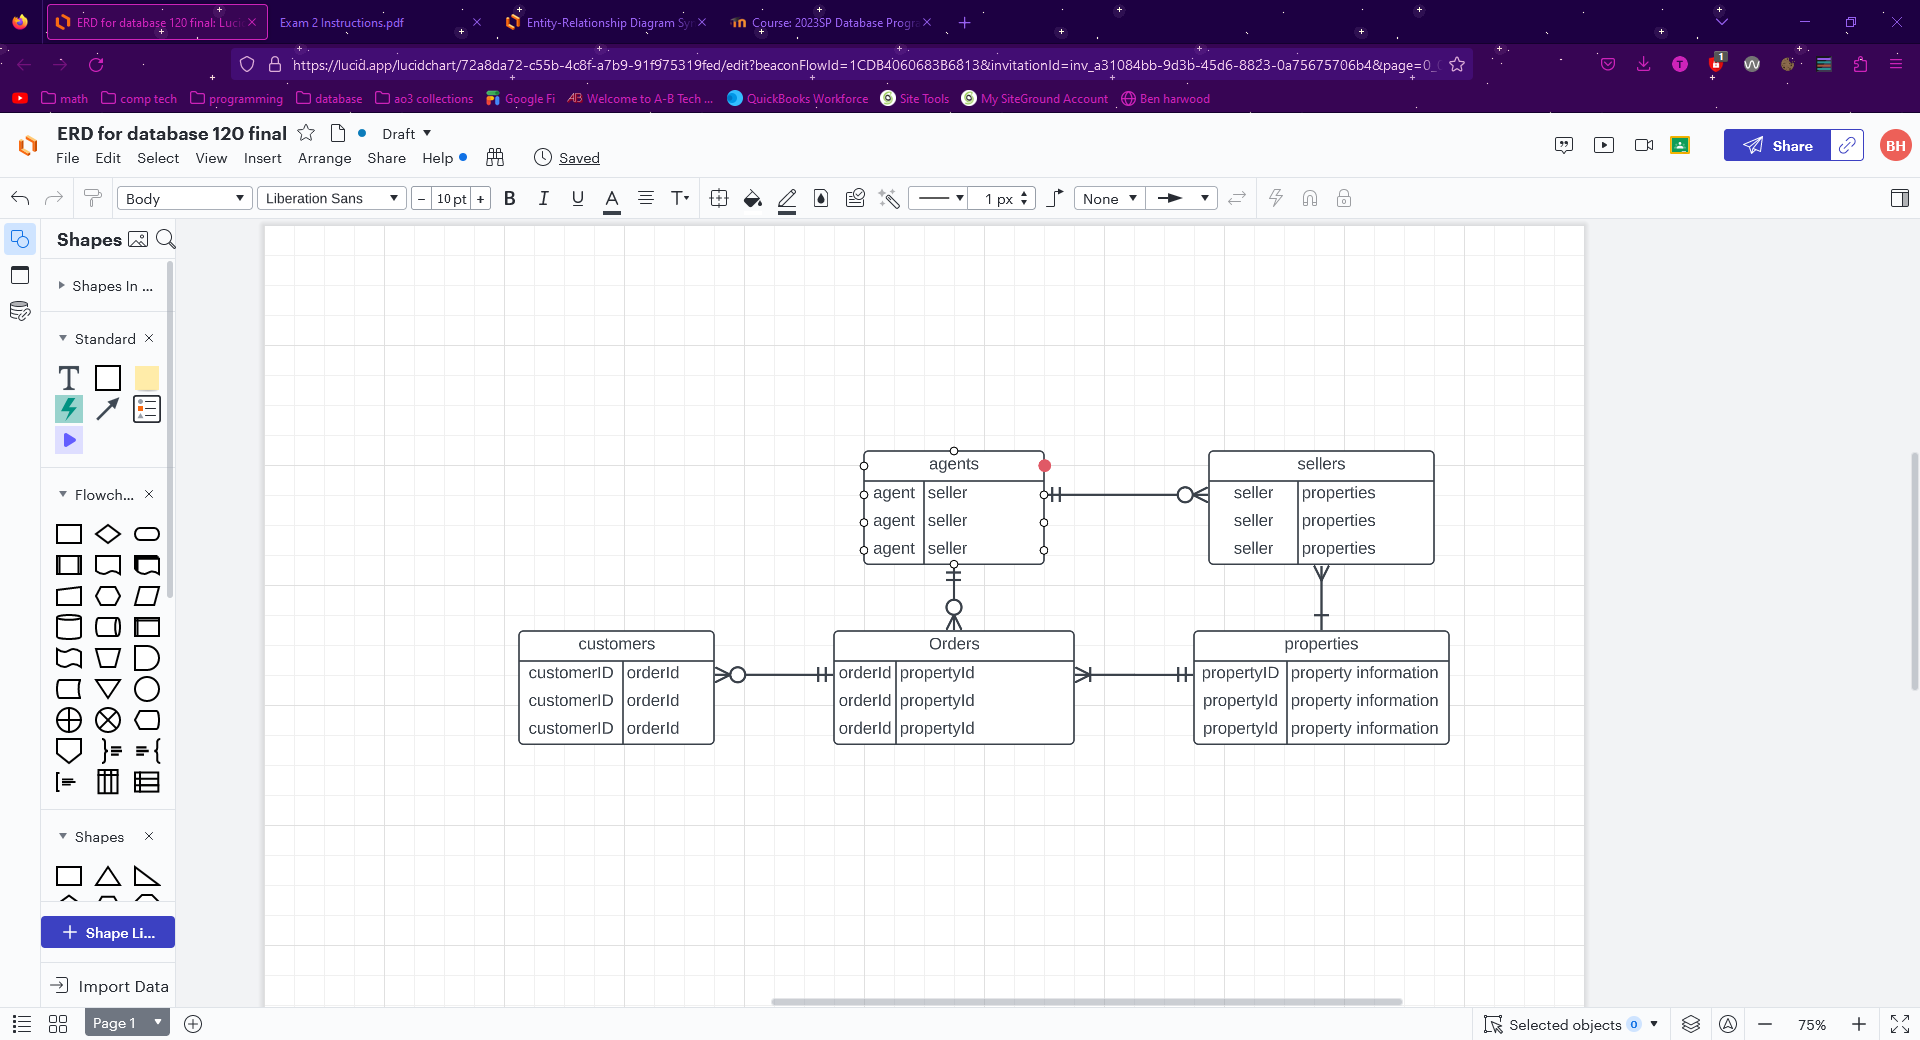 ERD for database 120 final: Luci
Exam 2 Instructions.pdf
Entity-Relationship Diagram Sy
Course: 2023SP Database Progra
https://lucid.app/lucidchart/72a8da72-c55b-4c8f-a7b9-91f975319fed/edit?beaconFlowId=1CDB4060683B6813&invitationId=inv_a31084bb-9d3b-45d6-8823-0a75675706b4&page=0_0
math comp tech programming database ao3 collections Google Fi Welcome to A-B Tech ... QuickBooks Workforce Site Tools My SiteGround Account Ben harwood
ERD for database 120 final Draft
File Edit Select View Insert Arrange Share Help Saved
Share BH
Body Liberation Sans − 10 pt + B I U A T 1 px None
Shapes
Shapes In ...
Standard
T
Flowch...
Shapes
+ Shape Li...
Import Data
agents
agent seller
agent seller
agent seller
sellers
seller properties
seller properties
seller properties
customers
customerID orderId
customerID orderId
customerID orderId
Orders
orderId propertyId
orderId propertyId
orderId propertyId
properties
propertyID property information
propertyId property information
propertyId property information
Page 1
Selected objects 0
75%